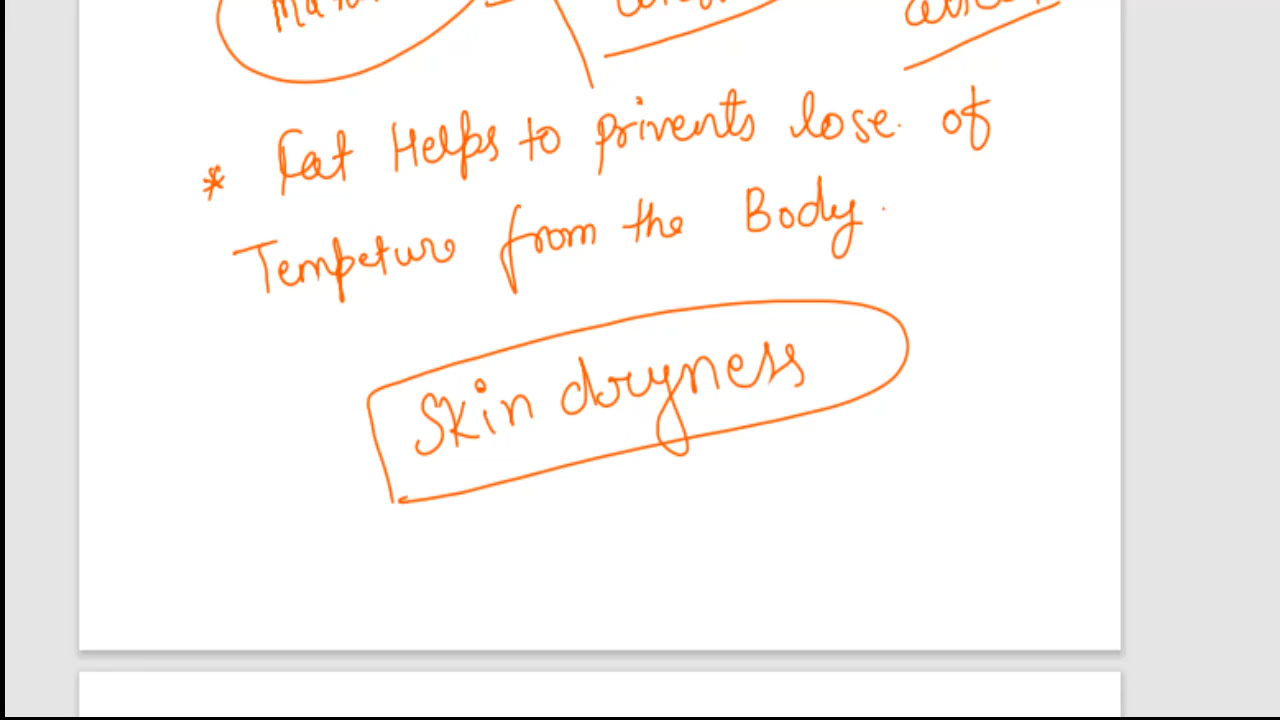 * Fat Helps to privents lose of
Tempeture from the Body.
Skin dryness